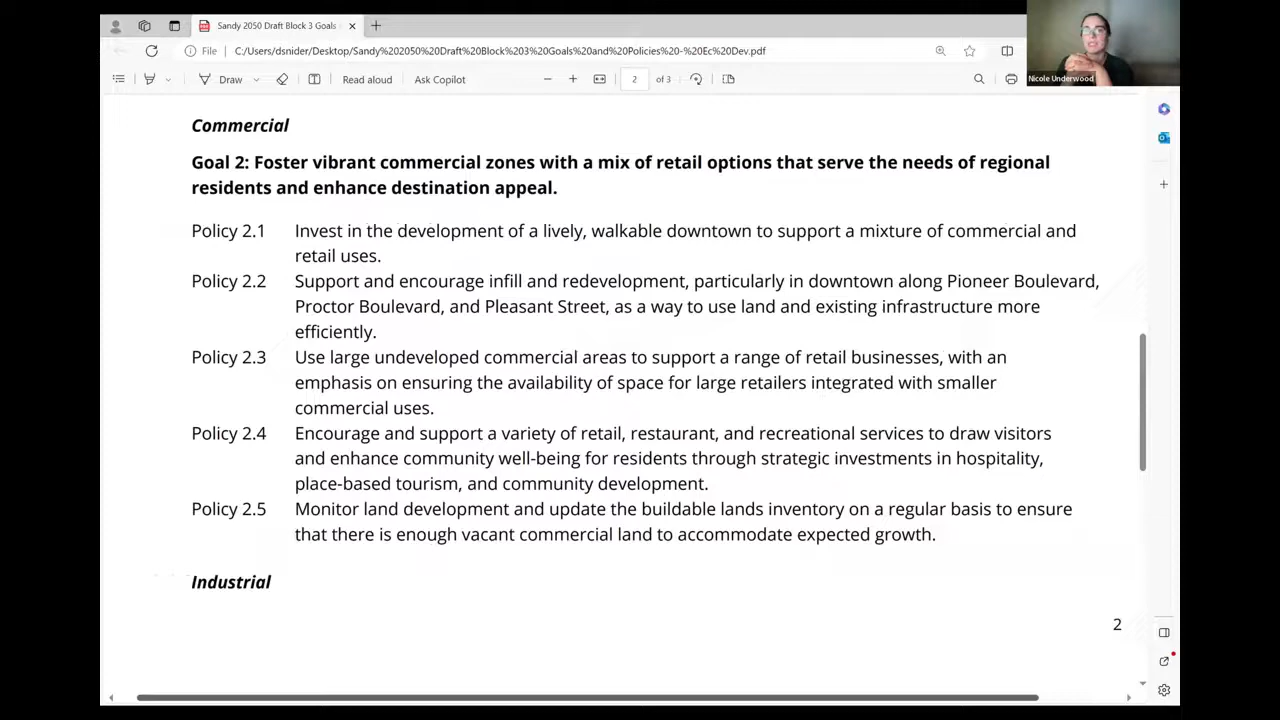 Sandy 2050 Draft Block 3 Goals
File
C:/Users/dsnider/Desktop/Sandy%202050%20Draft%20Block%203%20Goals%20and%20Policies%20-%20Ec%20Dev.pdf
Draw
Read aloud
Ask Copilot
2
of 3
Nicole Underwood
Commercial
Goal 2: Foster vibrant commercial zones with a mix of retail options that serve the needs of regional
residents and enhance destination appeal.
Policy 2.1 Invest in the development of a lively, walkable downtown to support a mixture of commercial and
retail uses.
Policy 2.2 Support and encourage infill and redevelopment, particularly in downtown along Pioneer Boulevard,
Proctor Boulevard, and Pleasant Street, as a way to use land and existing infrastructure more
efficiently.
Policy 2.3 Use large undeveloped commercial areas to support a range of retail businesses, with an
emphasis on ensuring the availability of space for large retailers integrated with smaller
commercial uses.
Policy 2.4 Encourage and support a variety of retail, restaurant, and recreational services to draw visitors
and enhance community well-being for residents through strategic investments in hospitality,
place-based tourism, and community development.
Policy 2.5 Monitor land development and update the buildable lands inventory on a regular basis to ensure
that there is enough vacant commercial land to accommodate expected growth.
Industrial
2